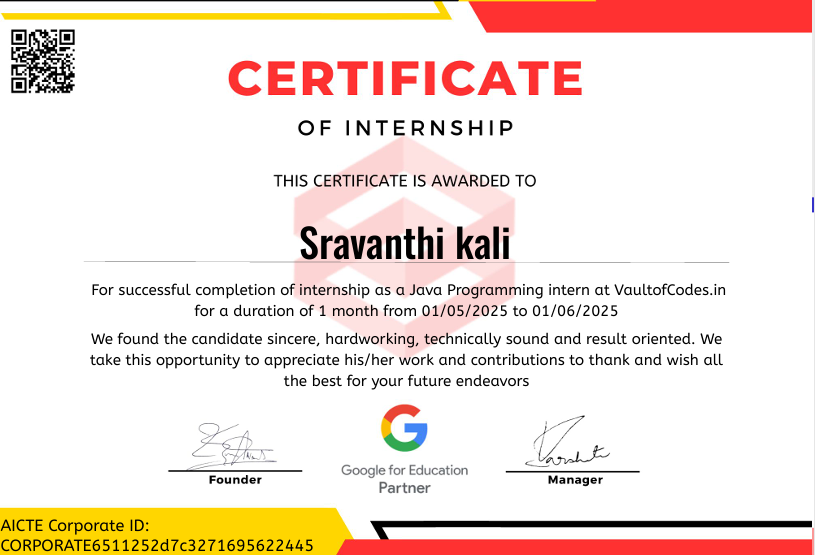 CERTIFICATE
OF INTERNSHIP
THIS CERTIFICATE IS AWARDED TO
Sravanthi kali
For successful completion of internship as a Java Programming intern at VaultofCodes.in
for a duration of 1 month from 01/05/2025 to 01/06/2025
We found the candidate sincere, hardworking, technically sound and result oriented. We
take this opportunity to appreciate his/her work and contributions to thank and wish all
the best for your future endeavors
Founder
Google for Education
Partner
Manager
AICTE Corporate ID:
CORPORATE6511252d7c3271695622445